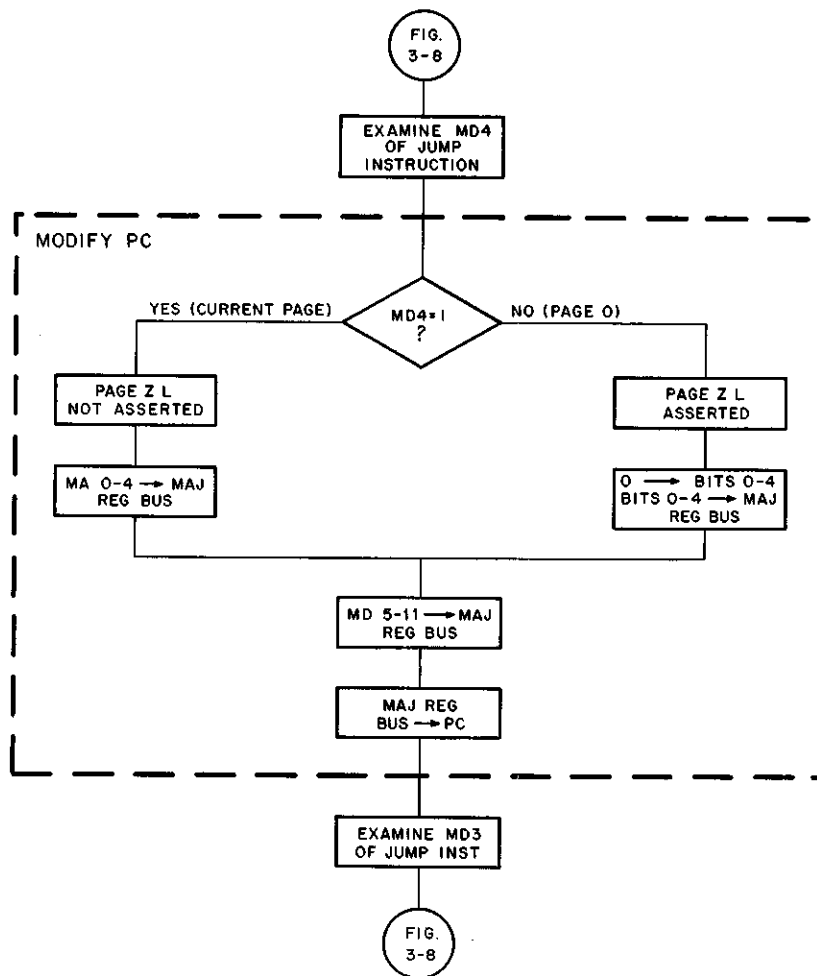 FIG.
3-8
EXAMINE MD4
OF JUMP
INSTRUCTION
MODIFY PC
YES (CURRENT PAGE)
MD4=1
?
NO (PAGE 0)
PAGE Z L
NOT ASSERTED
PAGE Z L
ASSERTED
MA 0-4 → MAJ
REG BUS
0 → BITS 0-4
BITS 0-4 → MAJ
REG BUS
MD 5-11 → MAJ
REG BUS
MAJ REG
BUS → PC
EXAMINE MD3
OF JUMP INST
FIG.
3-8